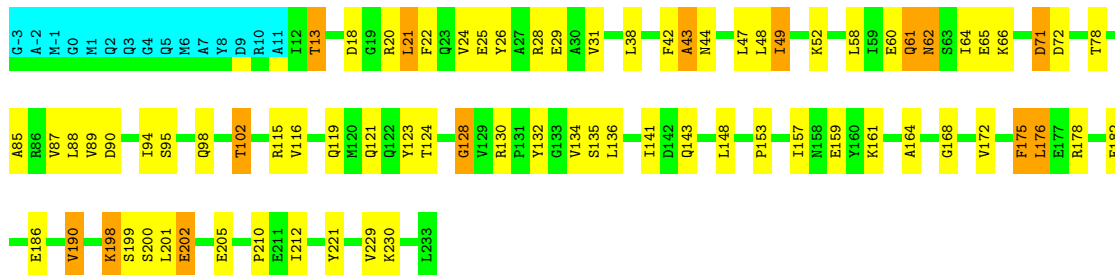 G-3 A-2 M-1 G0 M1 Q2 Q3 G4 Q5 M6 A7 Y8 D9 R10 A11 I12 T13 D18 G19 R20 L21 F22 Q23 V24 E25 Y26 A27 R28 E29 A30 V31 L38 F42 A43 N44 L47 L48 I49 K52 L58 I59 E60 Q61 N62 S63 I64 E65 K66 D71 D72 T78
A85 R86 V87 L88 V89 D90 I94 S95 Q98 T102 R115 V116 Q119 M120 Q121 Q122 Y123 T124 G128 V129 R130 P131 Y132 G133 V134 S135 L136 I141 D142 Q143 L148 P153 I157 N158 E159 Y160 K161 A164 G168 V172 F175 L176 E177 R178
E186 V190 K198 S199 S200 L201 E202 E205 P210 E211 I212 Y221 V229 K230 L233